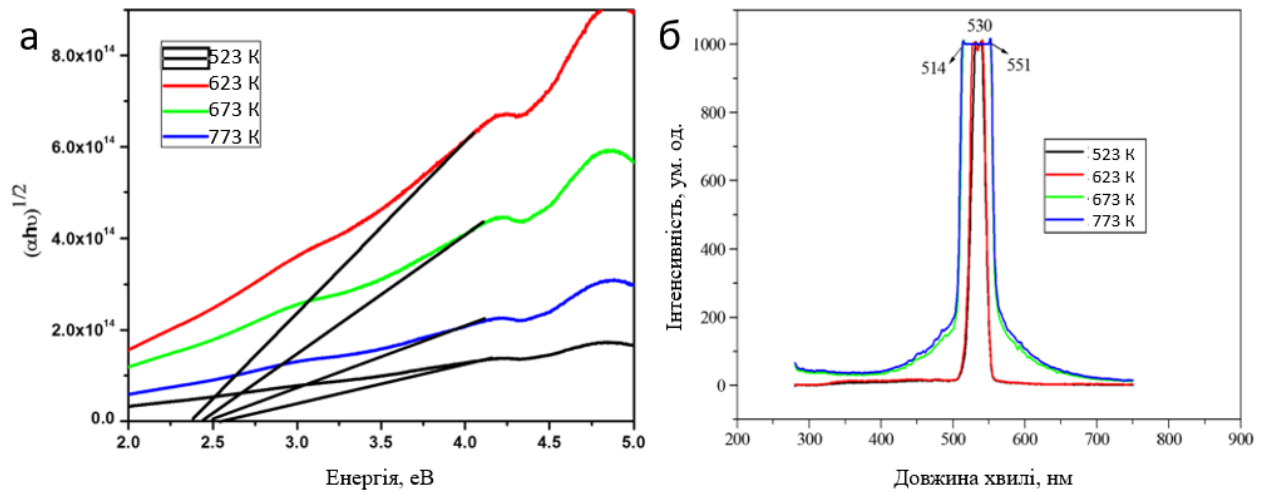 а
523 К
623 К
673 К
773 К
(αhυ)1/2
8.0x1014
6.0x1014
4.0x1014
2.0x1014
0.0
2.0
2.5
3.0
3.5
4.0
4.5
5.0
Енергія, еВ
б
530
514
551
523 К
623 К
673 К
773 К
Інтенсивність, ум. од.
1000
800
600
400
200
0
200
300
400
500
600
700
800
900
Довжина хвилі, нм